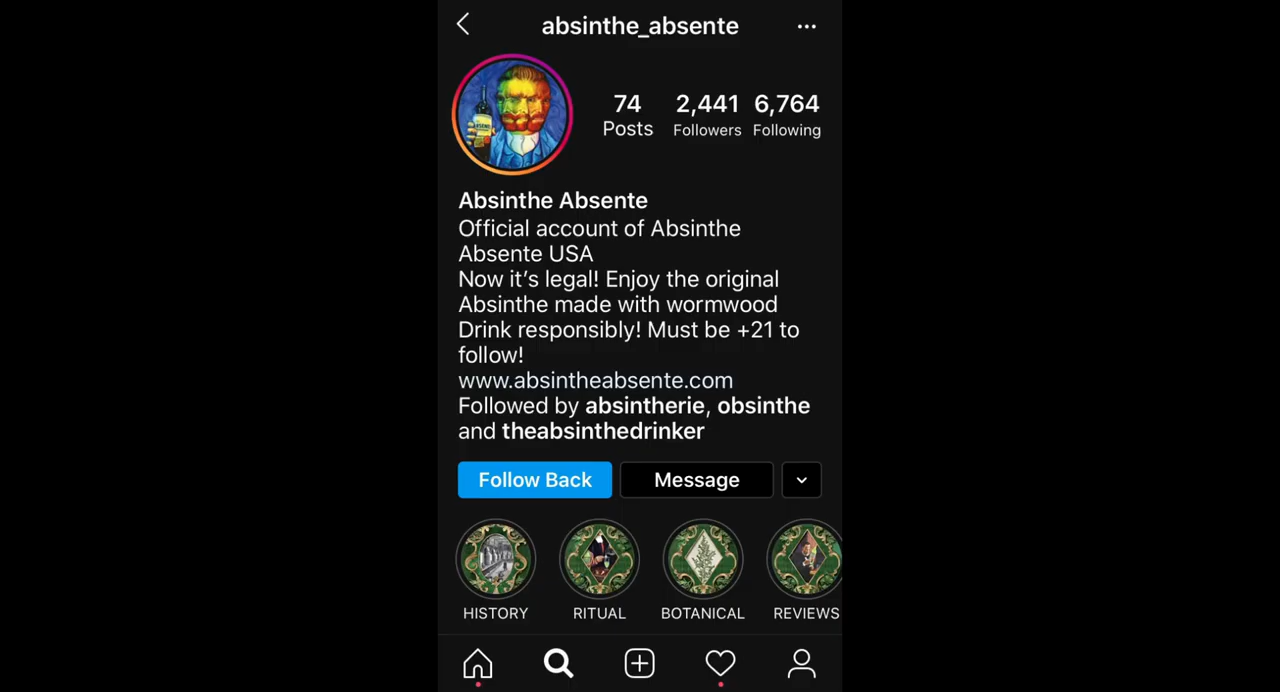 absinthe_absente
74 2,441 6,764
Posts Followers Following
Absinthe Absente
Official account of Absinthe
Absente USA
Now it's legal! Enjoy the original
Absinthe made with wormwood
Drink responsibly! Must be +21 to
follow!
www.absintheabsente.com
Followed by absintherie, obsinthe
and theabsinthedrinker
Follow Back Message
HISTORY RITUAL BOTANICAL REVIEWS